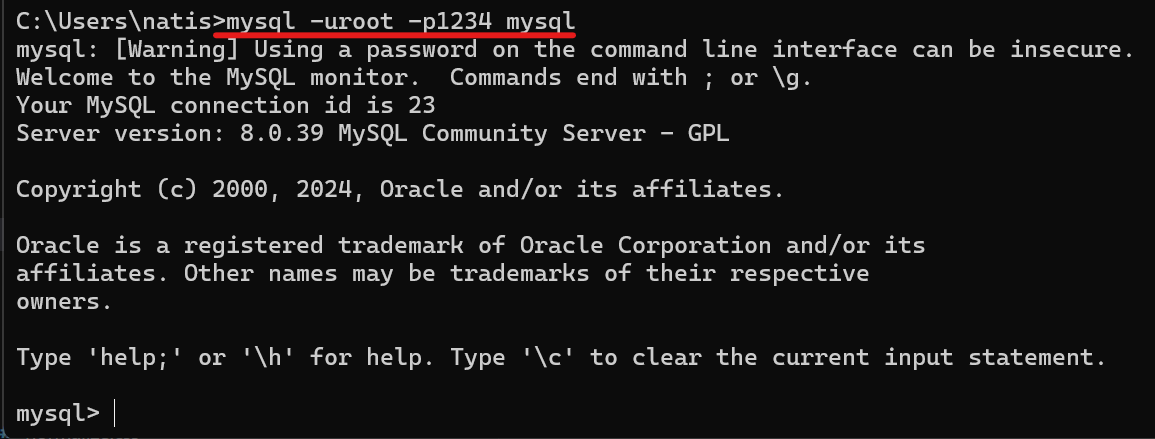 C:\Users\natis>mysql -uroot -p1234 mysql
mysql: [Warning] Using a password on the command line interface can be insecure.
Welcome to the MySQL monitor.  Commands end with ; or \g.
Your MySQL connection id is 23
Server version: 8.0.39 MySQL Community Server - GPL

Copyright (c) 2000, 2024, Oracle and/or its affiliates.

Oracle is a registered trademark of Oracle Corporation and/or its
affiliates. Other names may be trademarks of their respective
owners.

Type 'help;' or '\h' for help. Type '\c' to clear the current input statement.

mysql>